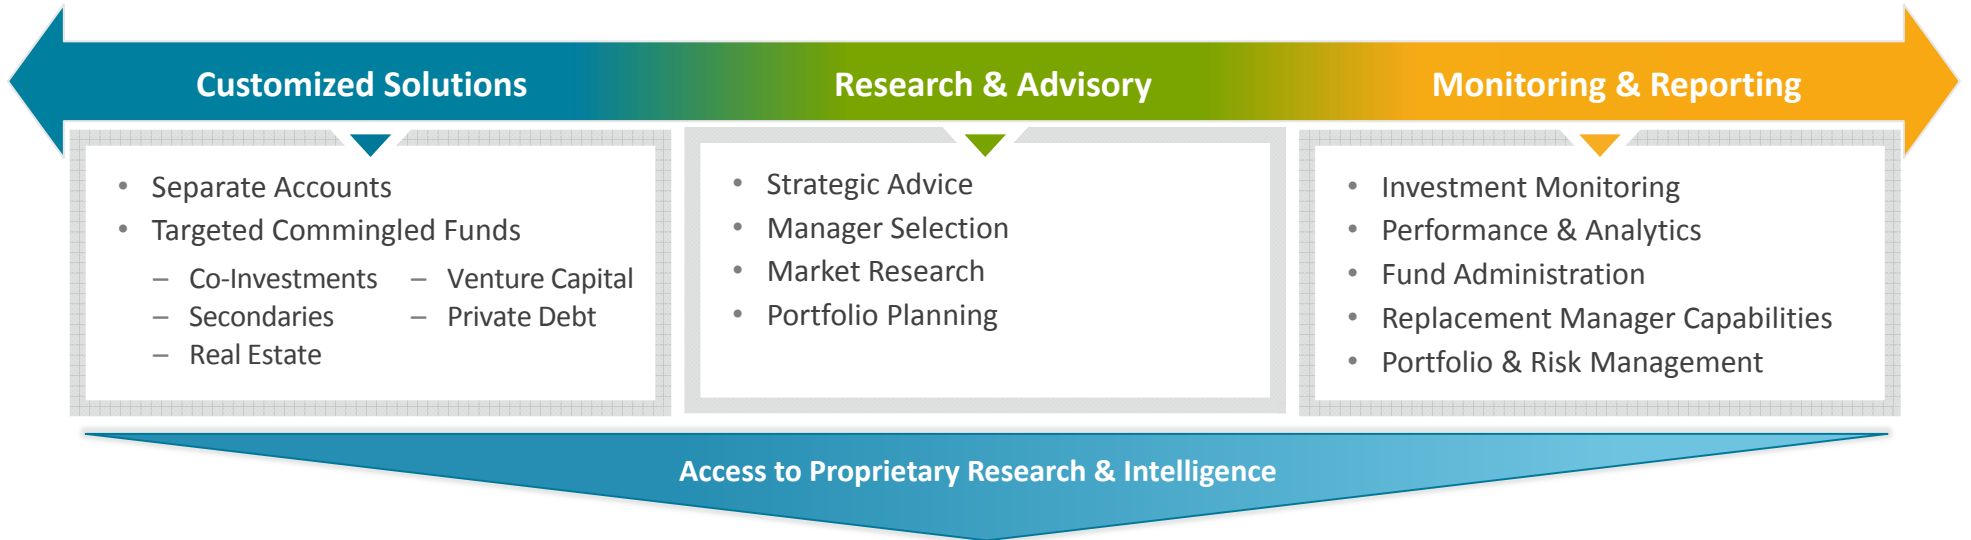 Customized Solutions
Research & Advisory
Monitoring & Reporting
• Separate Accounts
• Targeted Commingled Funds
– Co-Investments
– Secondaries
– Real Estate
– Venture Capital
– Private Debt
• Strategic Advice
• Manager Selection
• Market Research
• Portfolio Planning
• Investment Monitoring
• Performance & Analytics
• Fund Administration
• Replacement Manager Capabilities
• Portfolio & Risk Management
Access to Proprietary Research & Intelligence